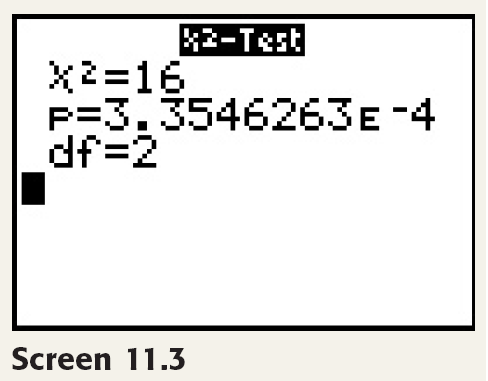 χ²-Test
χ²=16
P=3.3546263E-4
df=2
Screen 11.3